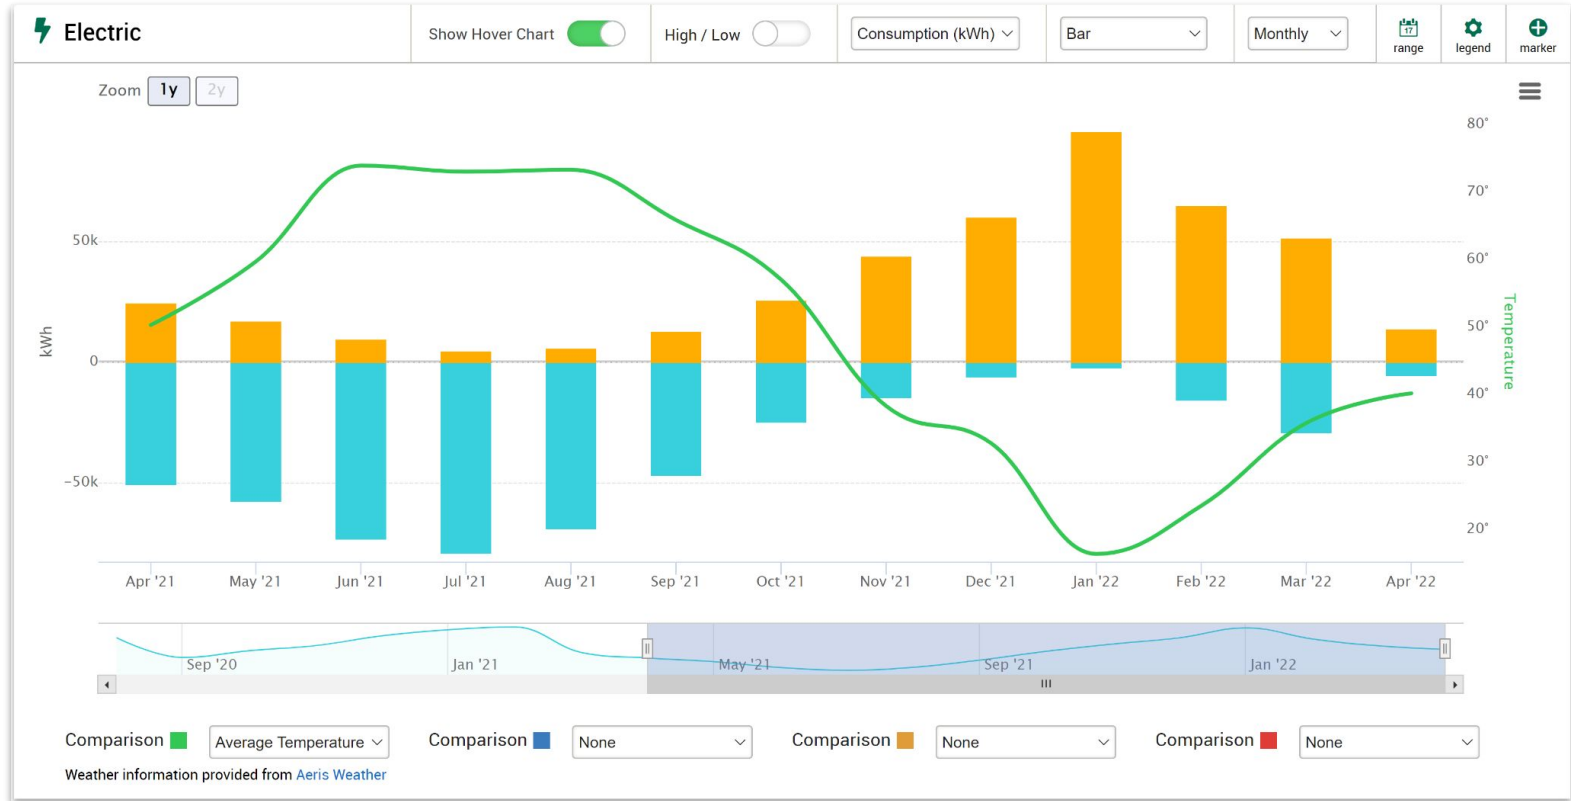 Electric
Show Hover Chart
High / Low
Consumption (kWh)
Bar
Monthly
17
range
legend
marker
Zoom 1y 2y
80°
70°
60°
50°
40°
30°
20°
Temperature
50k
0
-50k
kWh
Apr '21 May '21 Jun '21 Jul '21 Aug '21 Sep '21 Oct '21 Nov '21 Dec '21 Jan '22 Feb '22 Mar '22 Apr '22
Sep '20 Jan '21 May '21 Sep '21 Jan '22
Comparison Average Temperature Comparison None Comparison None Comparison None
Weather information provided from Aeris Weather